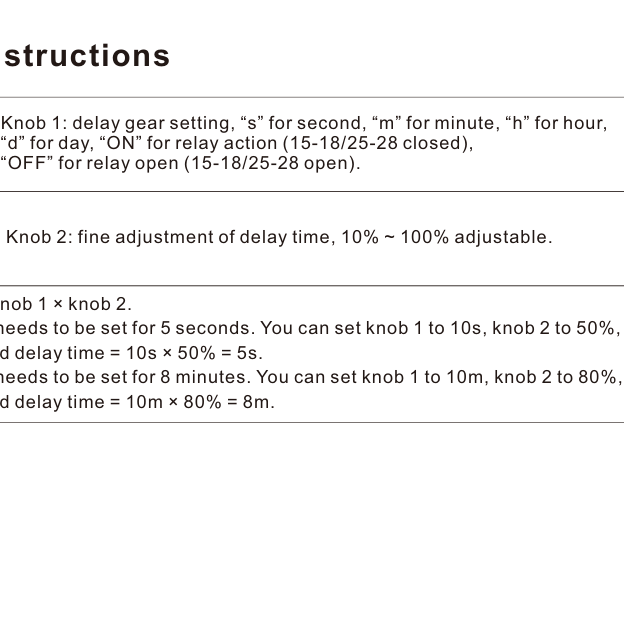 structions
Knob 1: delay gear setting, “s” for second, “m” for minute, “h” for hour,
“d” for day, “ON” for relay action (15-18/25-28 closed),
“OFF” for relay open (15-18/25-28 open).
Knob 2: fine adjustment of delay time, 10% ~ 100% adjustable.
nob 1 × knob 2.
needs to be set for 5 seconds. You can set knob 1 to 10s, knob 2 to 50%,
d delay time = 10s × 50% = 5s.
needs to be set for 8 minutes. You can set knob 1 to 10m, knob 2 to 80%,
d delay time = 10m × 80% = 8m.